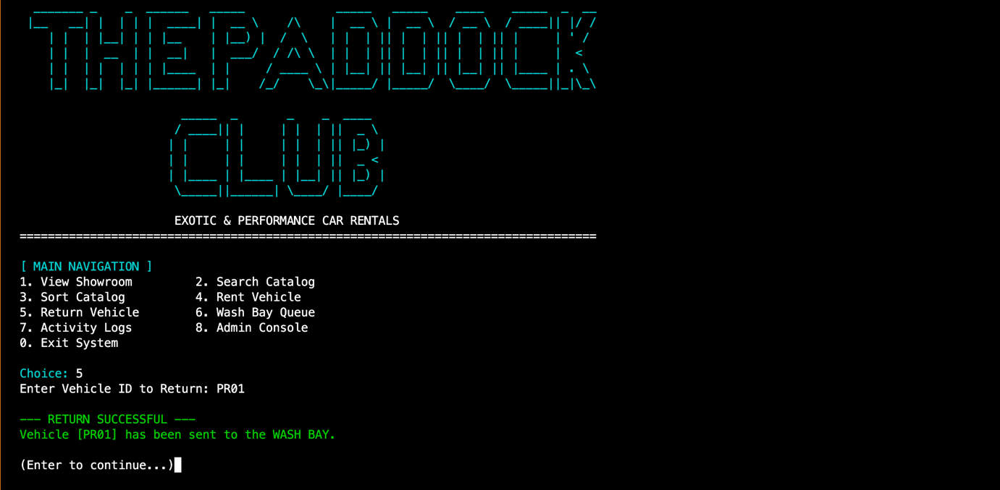 THE PADDOCK
CLUB
EXOTIC & PERFORMANCE CAR RENTALS
==================================================================================
[ MAIN NAVIGATION ]
1. View Showroom         2. Search Catalog
3. Sort Catalog          4. Rent Vehicle
5. Return Vehicle        6. Wash Bay Queue
7. Activity Logs         8. Admin Console
0. Exit System
Choice: 5
Enter Vehicle ID to Return: PR01
--- RETURN SUCCESSFUL ---
Vehicle [PR01] has been sent to the WASH BAY.
(Enter to continue...)